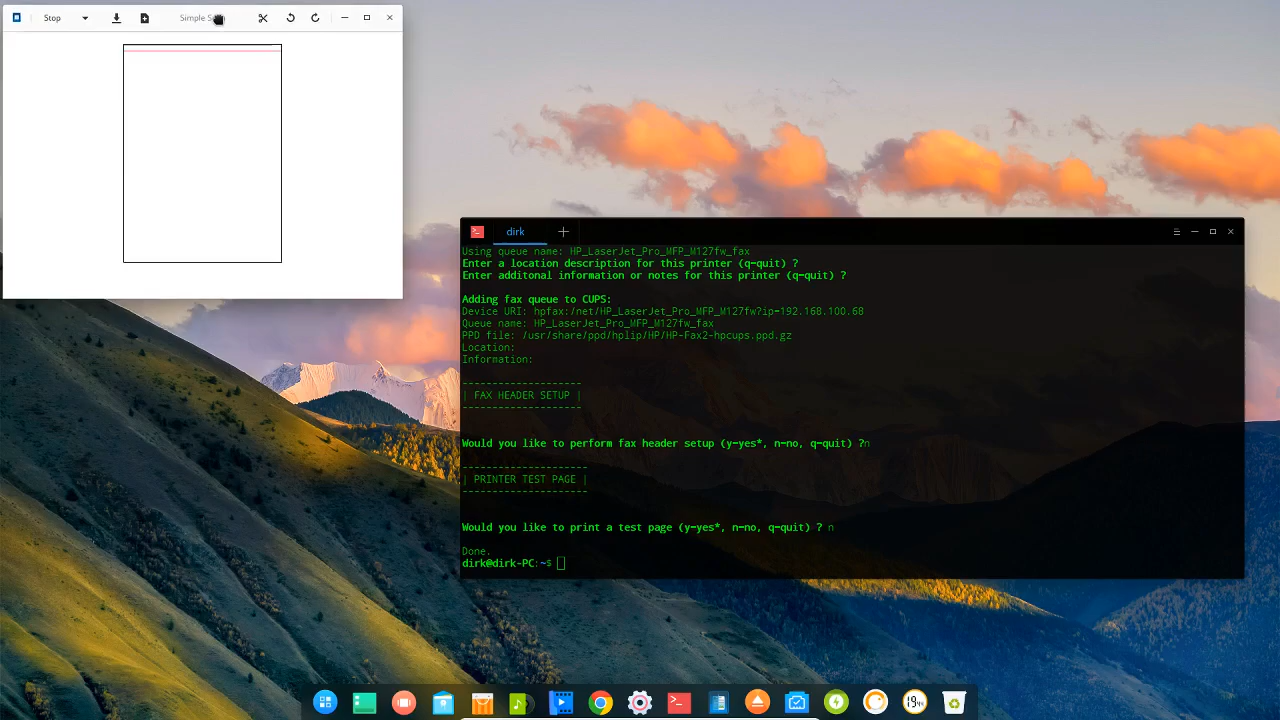 Stop
dirk
Using queue name: HP_LaserJet_Pro_MFP_M127fw_fax
Enter a location description for this printer (q=quit) ?
Enter additonal information or notes for this printer (q=quit) ?
Adding fax queue to CUPS:
Device URI: hpfax:/net/HP_LaserJet_Pro_MFP_M127fw?ip=192.168.100.68
Queue name: HP_LaserJet_Pro_MFP_M127fw_fax
PPD file: /usr/share/ppd/hplip/HP/HP-Fax2-hpcups.ppd.gz
Location:
Information:
---------------------
| FAX HEADER SETUP |
---------------------
Would you like to perform fax header setup (y=yes*, n=no, q=quit) ?n
---------------------
| PRINTER TEST PAGE |
---------------------
Would you like to print a test page (y=yes*, n=no, q=quit) ? n
Done.
dirk@dirk-PC:~$